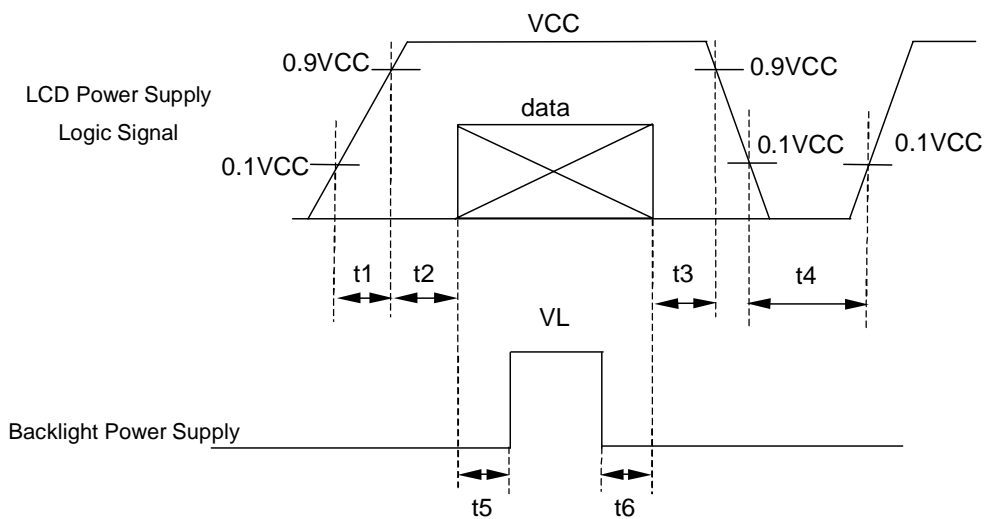 VCC
0.9VCC
0.9VCC
LCD Power Supply
Logic Signal
data
0.1VCC
0.1VCC
0.1VCC
t1
t2
t3
t4
VL
Backlight Power Supply
t5
t6